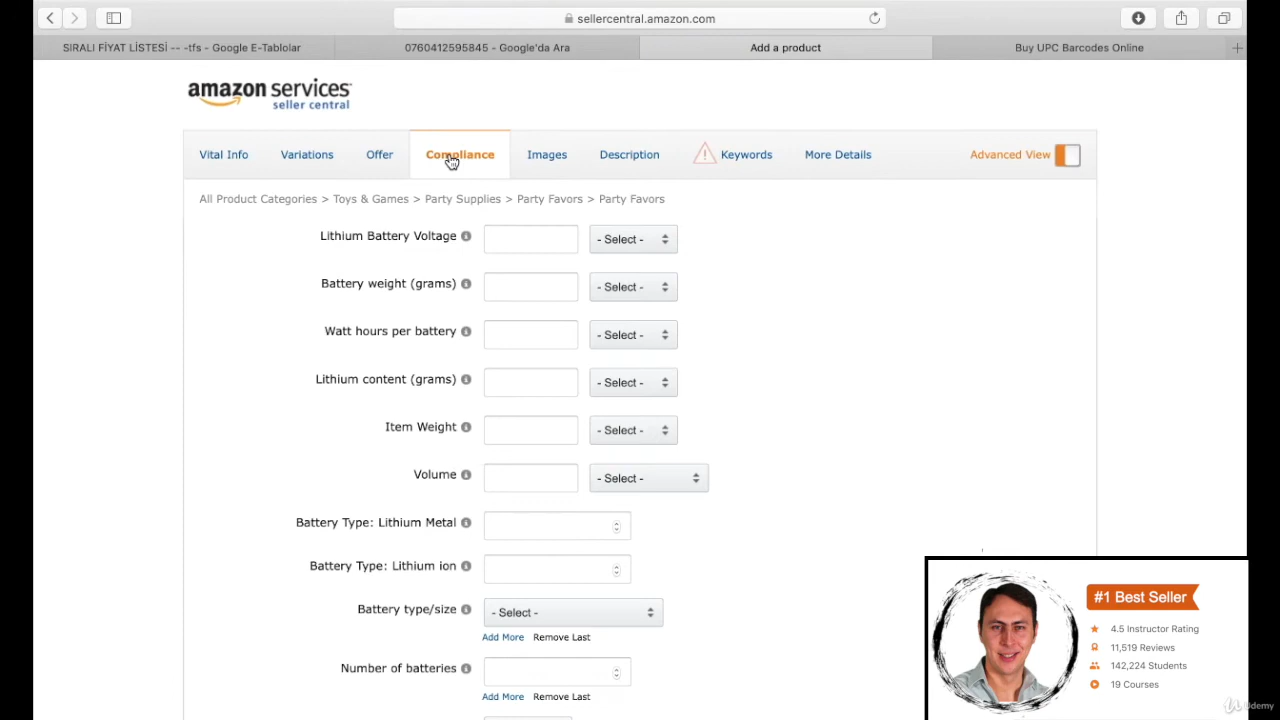 sellercentral.amazon.com
SIRALI FİYAT LİSTESİ -- -tfs - Google E-Tablolar
0760412595845 - Google'da Ara
Add a product
Buy UPC Barcodes Online
amazon services
seller central
Vital Info
Variations
Offer
Compliance
Images
Description
Keywords
More Details
Advanced View
All Product Categories > Toys & Games > Party Supplies > Party Favors > Party Favors
Lithium Battery Voltage - Select -
Battery weight (grams) - Select -
Watt hours per battery - Select -
Lithium content (grams) - Select -
Item Weight - Select -
Volume - Select -
Battery Type: Lithium Metal
Battery Type: Lithium ion
Battery type/size - Select -
Add More Remove Last
Number of batteries
Add More Remove Last
#1 Best Seller
4.5 Instructor Rating
11,519 Reviews
142,224 Students
19 Courses
Udemy